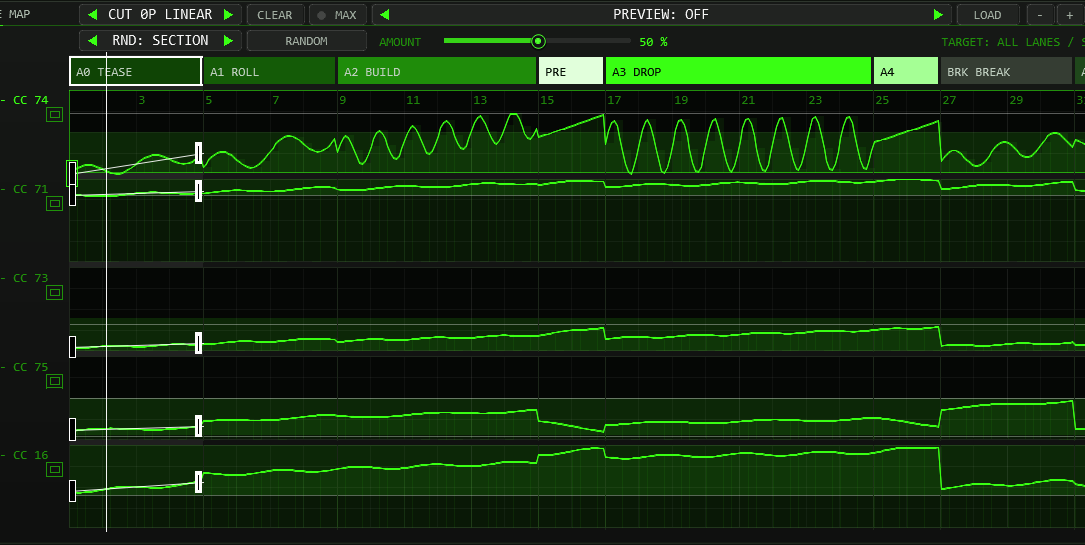 E MAP
CUT 0P LINEAR
CLEAR
MAX
PREVIEW: OFF
LOAD
-
+
RND: SECTION
RANDOM
AMOUNT
50 %
TARGET: ALL LANES / S
A0 TEASE
A1 ROLL
A2 BUILD
PRE
A3 DROP
A4
BRK BREAK
A
- CC 74
3 5 7 9 11 13 15 17 19 21 23 25 27 29 3
- CC 71
- CC 73
- CC 75
- CC 16